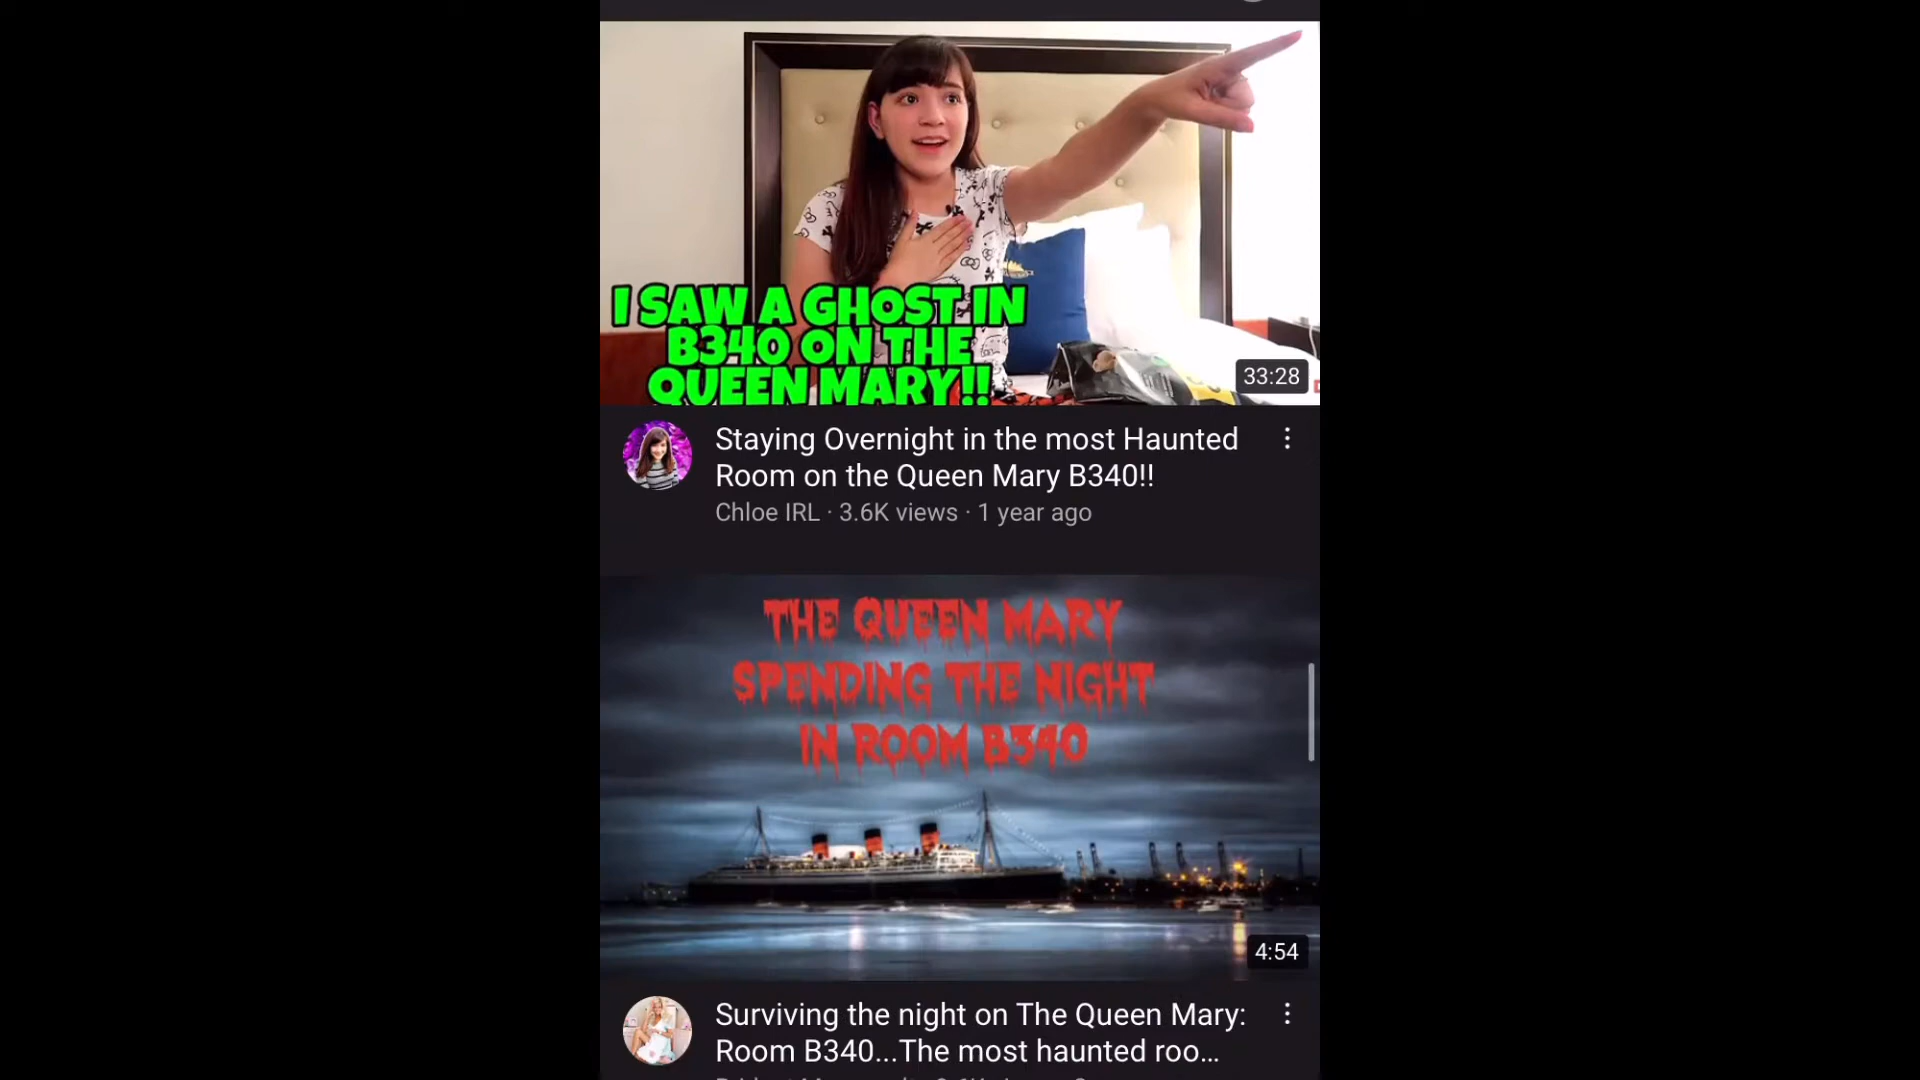 I SAW A GHOST IN
B340 ON THE
QUEEN MARY!!
33:28
Staying Overnight in the most Haunted
Room on the Queen Mary B340!!
Chloe IRL · 3.6K views · 1 year ago
THE QUEEN MARY
SPENDING THE NIGHT
IN ROOM B340
4:54
Surviving the night on The Queen Mary:
Room B340...The most haunted roo...